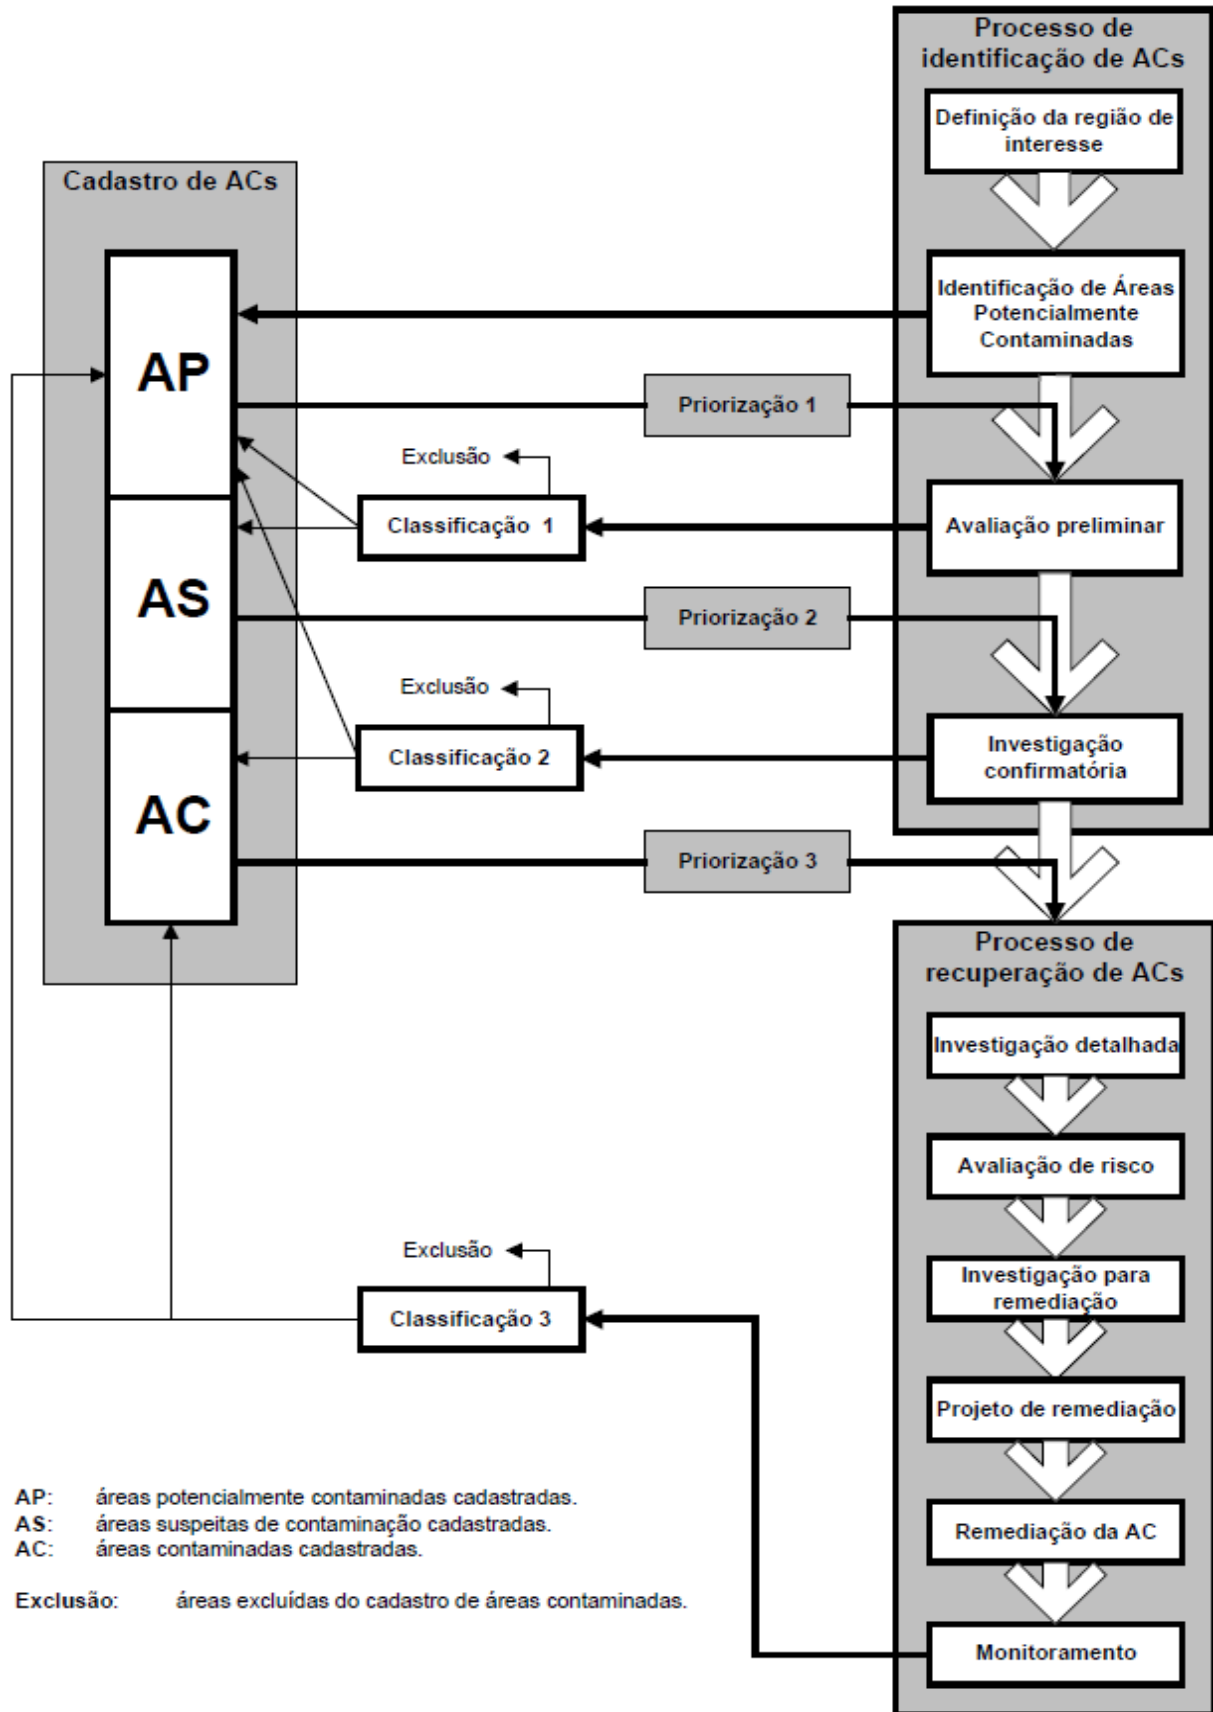 Processo de
identificação de ACs
Definição da região de
interesse
Cadastro de ACs
Identificação de Áreas
Potencialmente
Contaminadas
AP
Priorização 1
Exclusão
Classificação 1
Avaliação preliminar
AS
Priorização 2
Exclusão
Classificação 2
Investigação
confirmatória
AC
Priorização 3
Processo de
recuperação de ACs
Investigação detalhada
Avaliação de risco
Exclusão
Classificação 3
Investigação para
remediação
Projeto de remediação
Remediação da AC
Monitoramento
AP: áreas potencialmente contaminadas cadastradas.
AS: áreas suspeitas de contaminação cadastradas.
AC: áreas contaminadas cadastradas.
Exclusão: áreas excluídas do cadastro de áreas contaminadas.